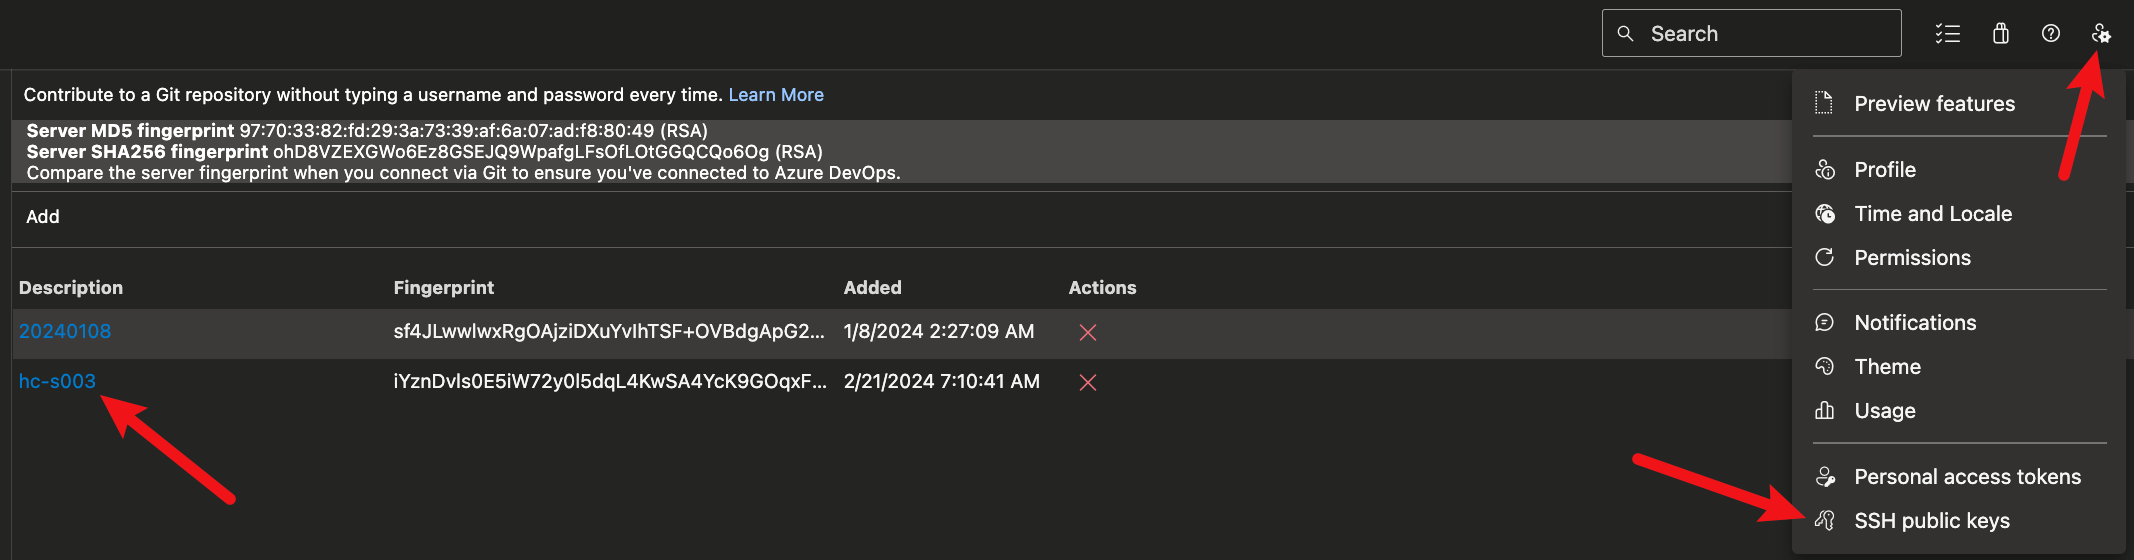 Search
Contribute to a Git repository without typing a username and password every time. Learn More
Server MD5 fingerprint 97:70:33:82:fd:29:3a:73:39:af:6a:07:ad:f8:80:49 (RSA)
Server SHA256 fingerprint ohD8VZEXGWo6Ez8GSEJQ9WpafgLFsOfLOtGGQCQo6Og (RSA)
Compare the server fingerprint when you connect via Git to ensure you've connected to Azure DevOps.
Add
Description Fingerprint Added Actions
20240108 sf4JLwwlwxRgOAjziDXuYvIhTSF+OVBdgApG2... 1/8/2024 2:27:09 AM
hc-s003 iYznDvls0E5iW72y0l5dqL4KwSA4YcK9GOqxF... 2/21/2024 7:10:41 AM
Preview features
Profile
Time and Locale
Permissions
Notifications
Theme
Usage
Personal access tokens
SSH public keys